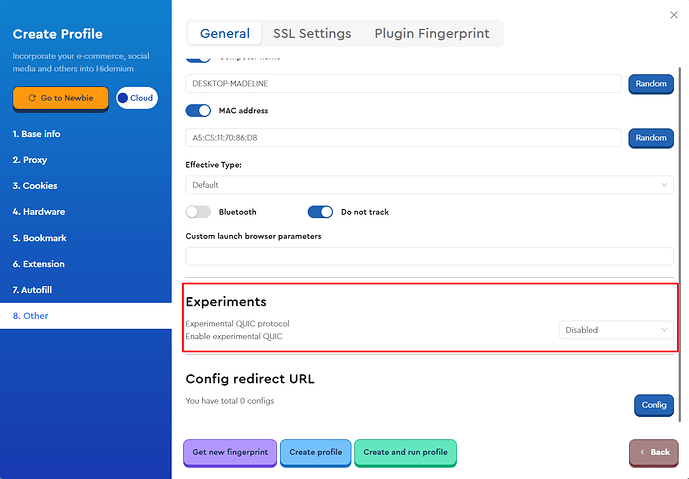 Create Profile
Incorporate your e-commerce, social
media and others into Hidemium
Go to Newbie
Cloud
1. Base info
2. Proxy
3. Cookies
4. Hardware
5. Bookmark
6. Extension
7. Autofill
8. Other
General SSL Settings Plugin Fingerprint
Computer name
DESKTOP-MADELINE Random
MAC address
A5:C5:11:70:86:D8 Random
Effective Type:
Default
Bluetooth Do not track
Custom launch browser parameters
Experiments
Experimental QUIC protocol
Enable experimental QUIC
Disabled
Config redirect URL
You have total 0 configs
Config
Get new fingerprint Create profile Create and run profile Back